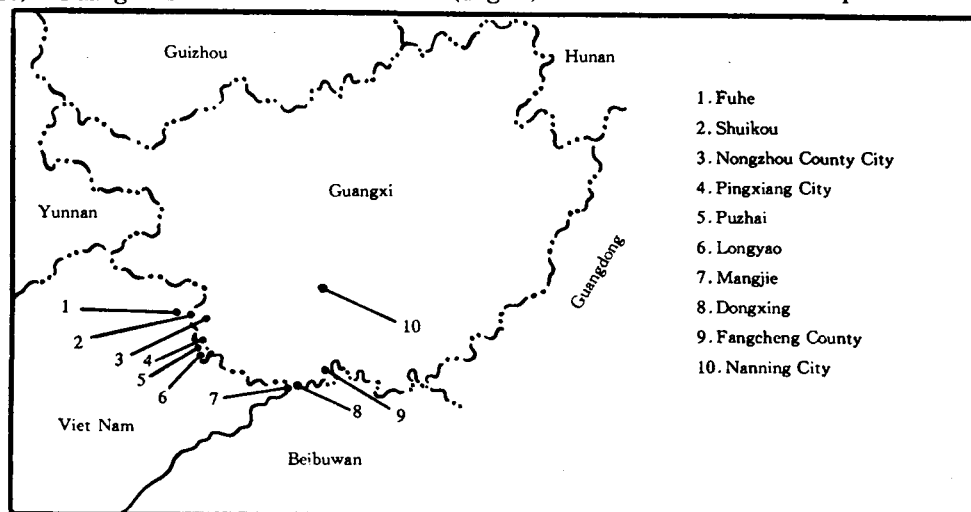 Guizhou
Hunan
1. Fuhe
2. Shuikou
3. Nongzhou County City
Guangxi
4. Pingxiang City
Yunnan
5. Puzhai
6. Longyao
Guangdong
7. Mangjie
1
8. Dongxing
10
2
9. Fangcheng County
3
4
10. Nanning City
5
6
7
8
9
Viet Nam
Beibuwan